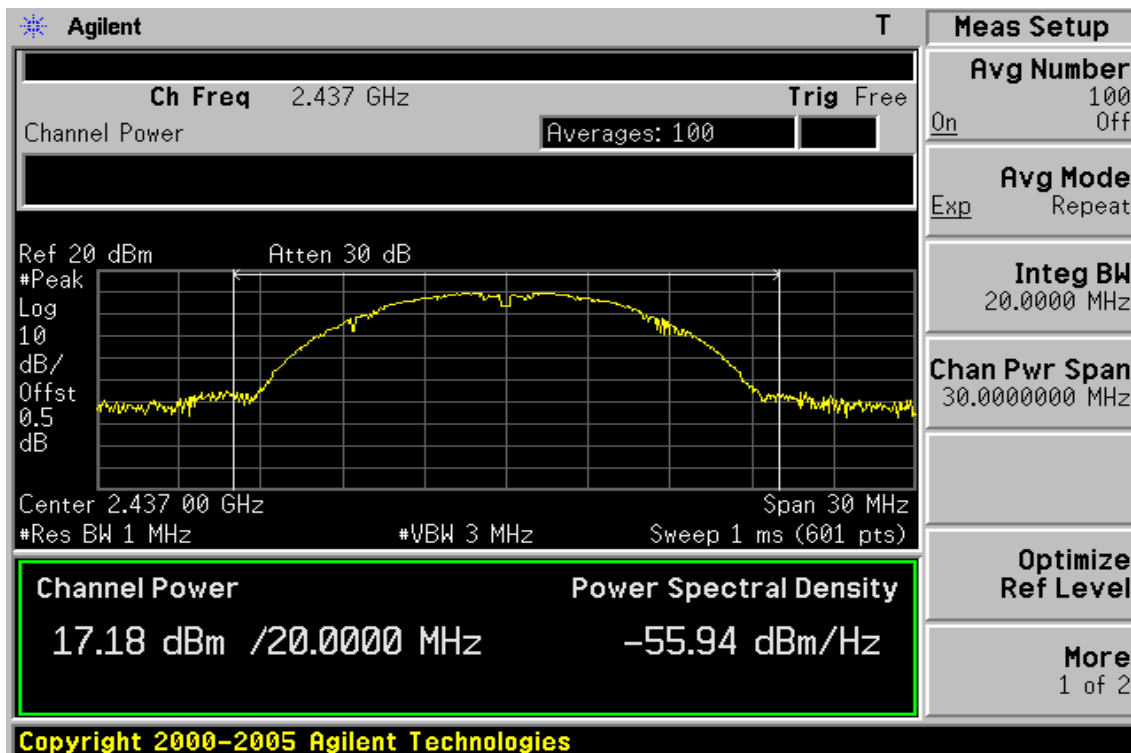 Agilent
T
Meas Setup
Ch Freq 2.437 GHz
Trig Free
Channel Power
Averages: 100
Ref 20 dBm
Atten 30 dB
#Peak
Log
10
dB/
Offst
0.5
dB
Center 2.437 00 GHz
Span 30 MHz
#Res BW 1 MHz
#VBW 3 MHz
Sweep 1 ms (601 pts)
Channel Power
Power Spectral Density
17.18 dBm /20.0000 MHz
-55.94 dBm/Hz
Avg Number
100
On Off
Avg Mode
Exp Repeat
Integ BW
20.0000 MHz
Chan Pwr Span
30.0000000 MHz
Optimize
Ref Level
More
1 of 2
Copyright 2000-2005 Agilent Technologies